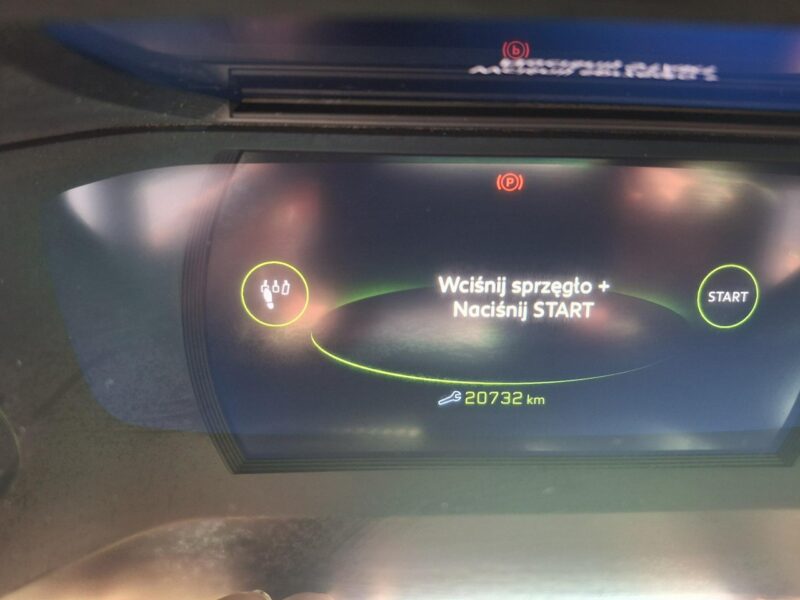 P
Wciśnij sprzęgło +
Naciśnij START
START
20732 km